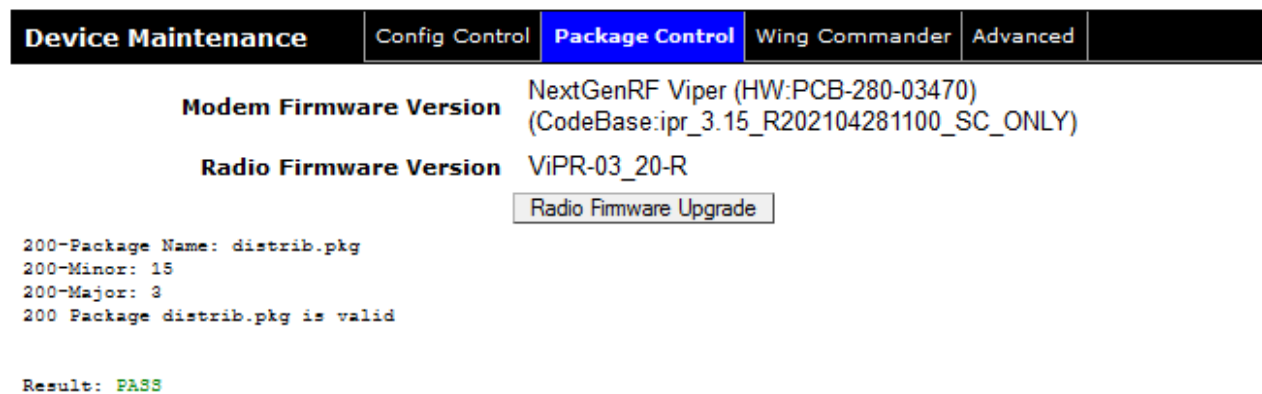 Device Maintenance Config Control Package Control Wing Commander Advanced
Modem Firmware Version NextGenRF Viper (HW:PCB-280-03470)
(CodeBase:ipr_3.15_R202104281100_SC_ONLY)
Radio Firmware Version ViPR-03_20-R
Radio Firmware Upgrade
200-Package Name: distrib.pkg
200-Minor: 15
200-Major: 3
200 Package distrib.pkg is valid
Result: PASS